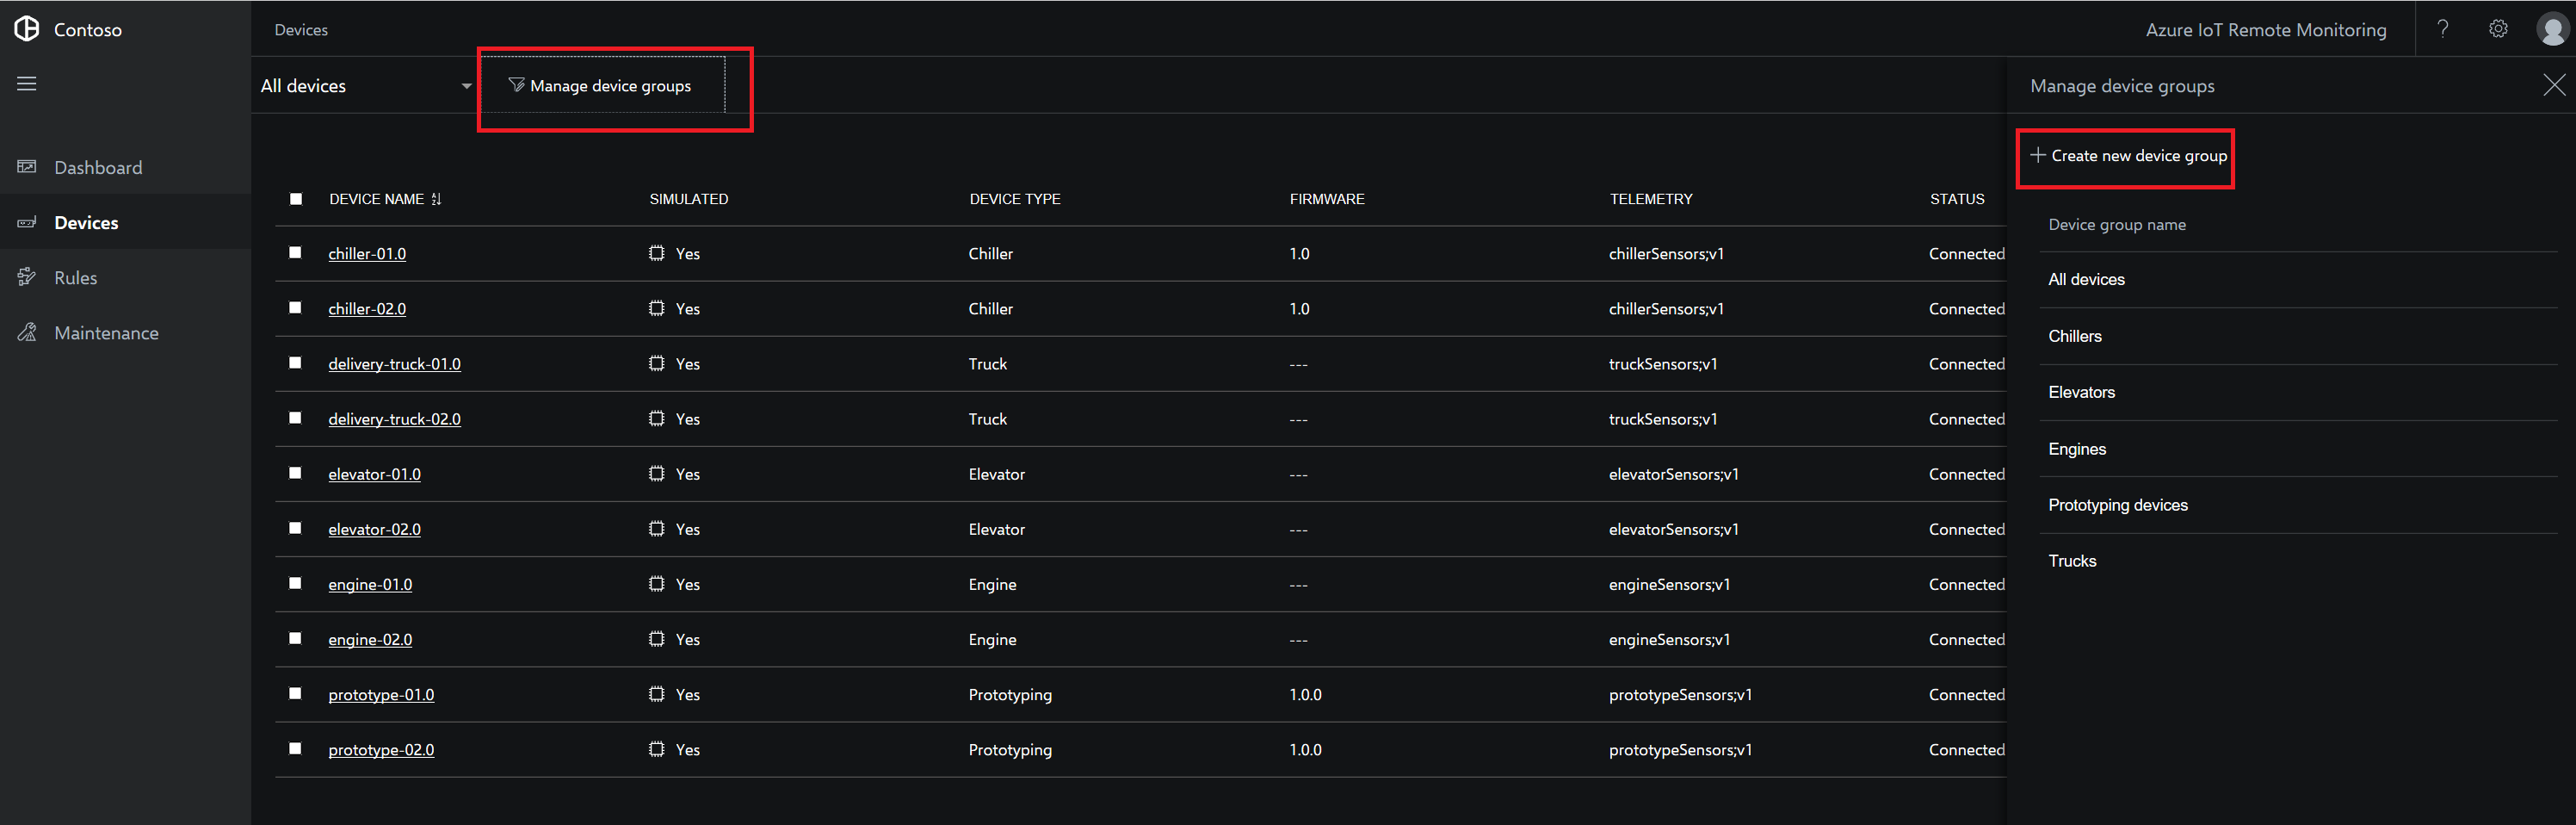 Contoso
Devices
Azure IoT Remote Monitoring
?
All devices
Manage device groups
Dashboard
Devices
Rules
Maintenance
DEVICE NAME SIMULATED DEVICE TYPE FIRMWARE TELEMETRY STATUS
chiller-01.0 Yes Chiller 1.0 chillerSensors;v1 Connected
chiller-02.0 Yes Chiller 1.0 chillerSensors;v1 Connected
delivery-truck-01.0 Yes Truck --- truckSensors;v1 Connected
delivery-truck-02.0 Yes Truck --- truckSensors;v1 Connected
elevator-01.0 Yes Elevator --- elevatorSensors;v1 Connected
elevator-02.0 Yes Elevator --- elevatorSensors;v1 Connected
engine-01.0 Yes Engine --- engineSensors;v1 Connected
engine-02.0 Yes Engine --- engineSensors;v1 Connected
prototype-01.0 Yes Prototyping 1.0.0 prototypeSensors;v1 Connected
prototype-02.0 Yes Prototyping 1.0.0 prototypeSensors;v1 Connected
Manage device groups
Create new device group
Device group name
All devices
Chillers
Elevators
Engines
Prototyping devices
Trucks